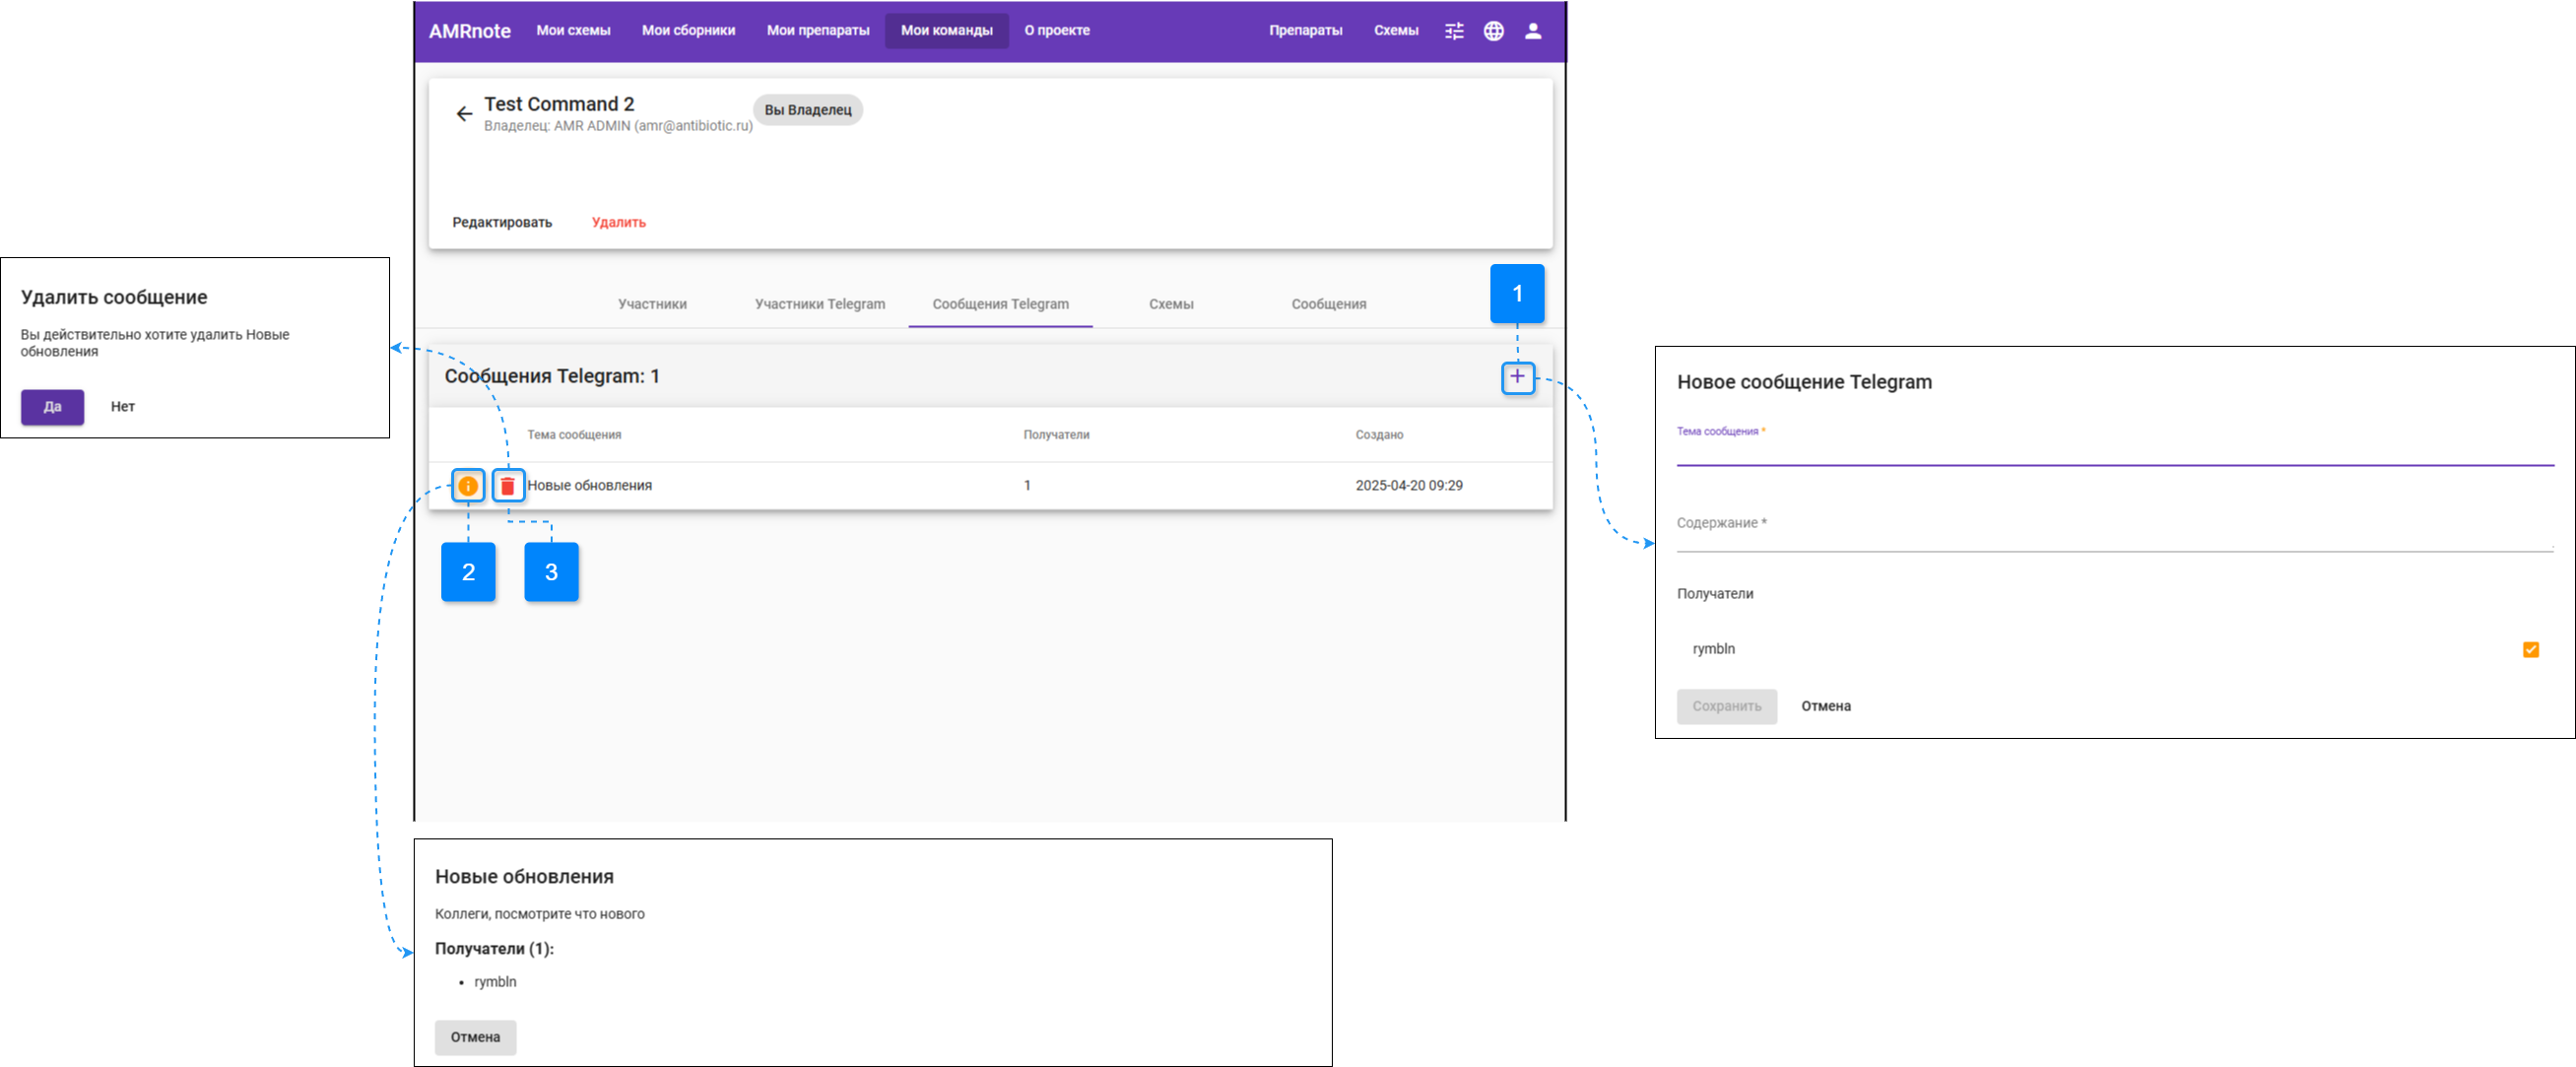 AMRnote Мои схемы Мои сборники Мои препараты Мои команды О проекте Препараты Схемы
Test Command 2
Вы Владелец
Владелец: AMR ADMIN (amr@antibiotic.ru)
Редактировать Удалить
Участники Участники Telegram Сообщения Telegram Схемы Сообщения
1
Сообщения Telegram: 1
Тема сообщения Получатели Создано
Новые обновления 1 2025-04-20 09:29
2 3
Удалить сообщение
Вы действительно хотите удалить Новые
обновления
Да Нет
Новое сообщение Telegram
Тема сообщения *
Содержание *
Получатели
rymbln
Сохранить Отмена
Новые обновления
Коллеги, посмотрите что нового
Получатели (1):
• rymbln
Отмена